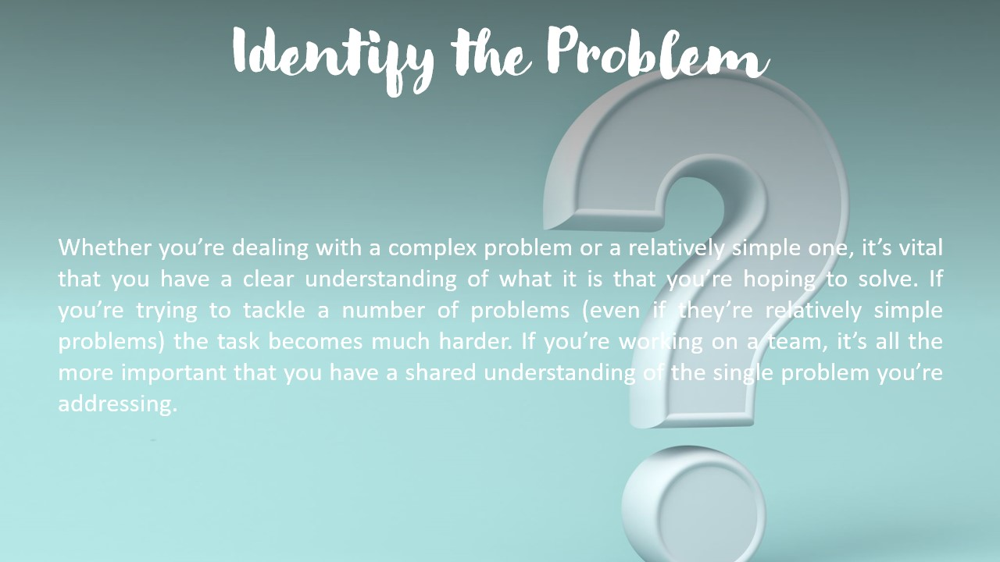 Identify the Problem
Whether you’re dealing with a complex problem or a relatively simple one, it’s vital
that you have a clear understanding of what it is that you’re hoping to solve. If
you’re trying to tackle a number of problems (even if they’re relatively simple
problems) the task becomes much harder. If you’re working on a team, it’s all the
more important that you have a shared understanding of the single problem you’re
addressing.